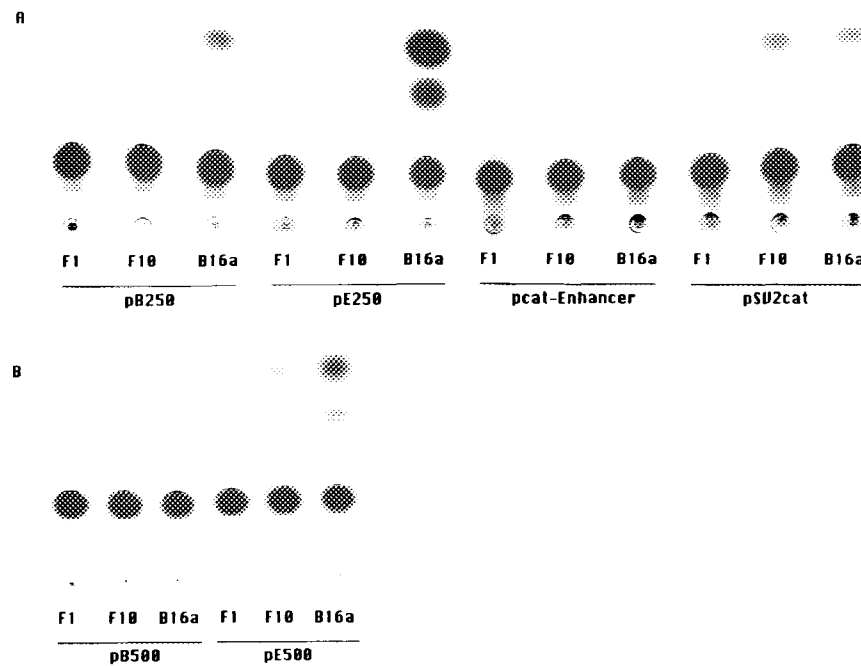 A
F1 F10 B16a F1 F10 B16a F1 F10 B16a F1 F10 B16a
pB250 pE250 pcat-Enhancer pSV2cat
B
F1 F10 B16a F1 F10 B16a
pB500 pE500